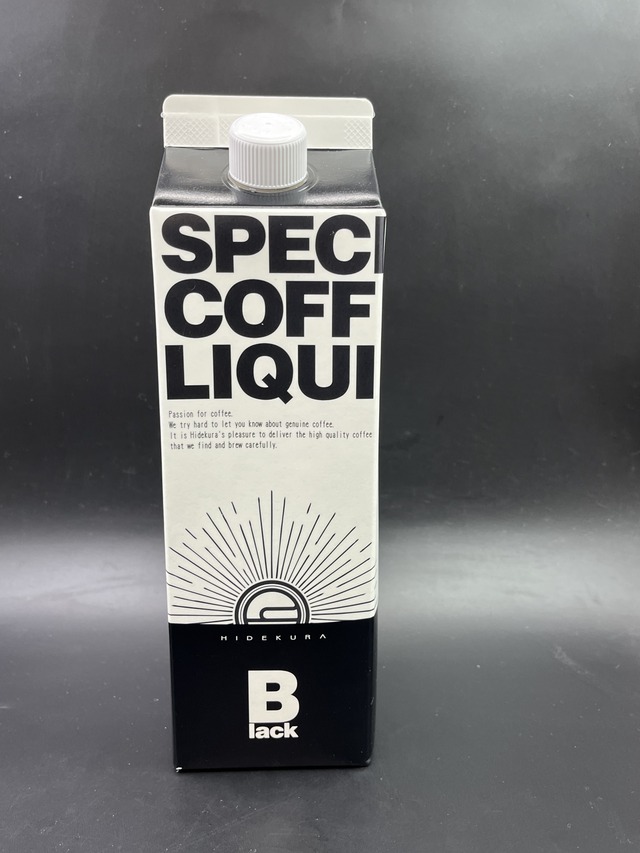 SPECI
COFF
LIQUI
Passion for coffee.
We try hard to let you know about genuine coffee.
It is Hidekura's pleasure to deliver the high quality coffee
that we find and brew carefully.
HIDEKURA
B
lack